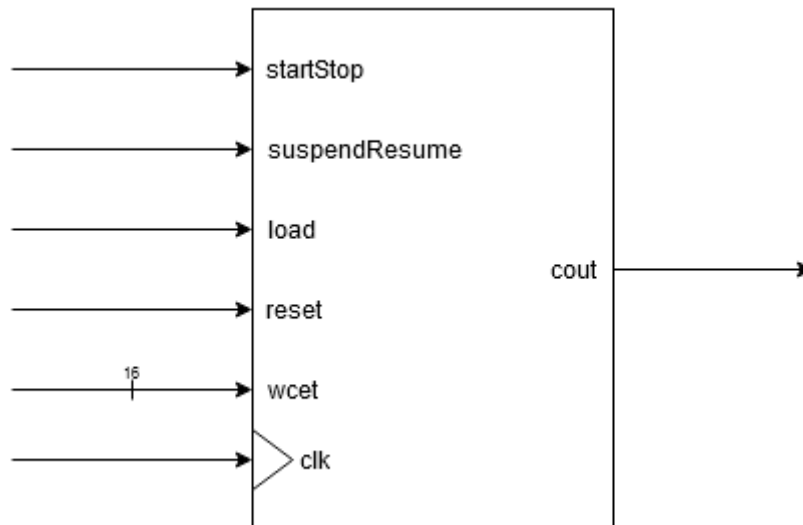 startStop
suspendResume
load
cout
reset
16
wcet
clk